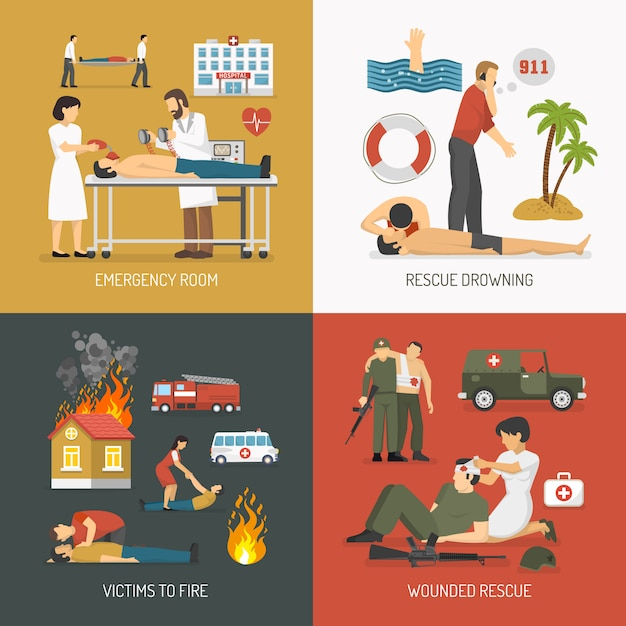 HOSPITAL
EMERGENCY ROOM
911
RESCUE DROWNING
VICTIMS TO FIRE
WOUNDED RESCUE